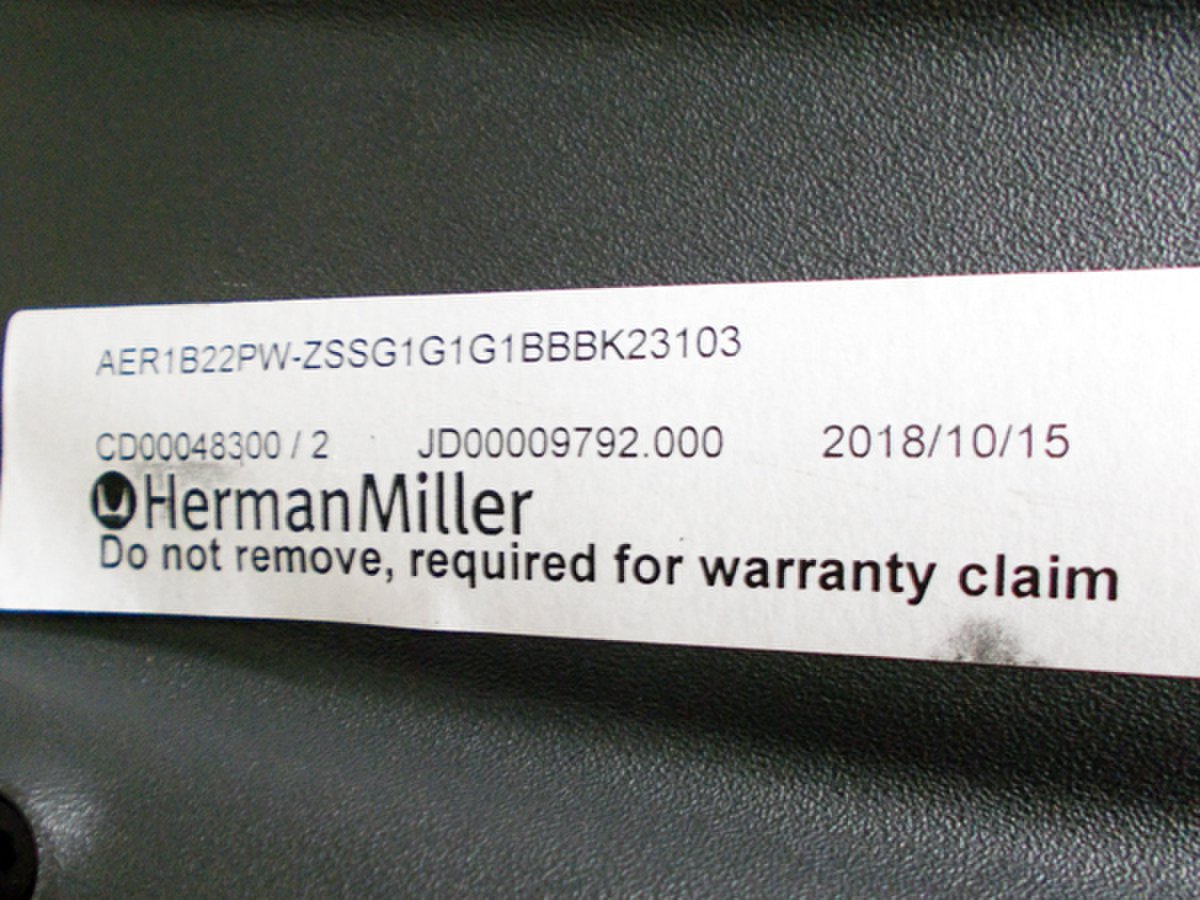 AER1B22PW-ZSSG1G1G1BBBK23103
CD00048300 / 2 JD00009792.000 2018/10/15
HermanMiller
Do not remove, required for warranty claim